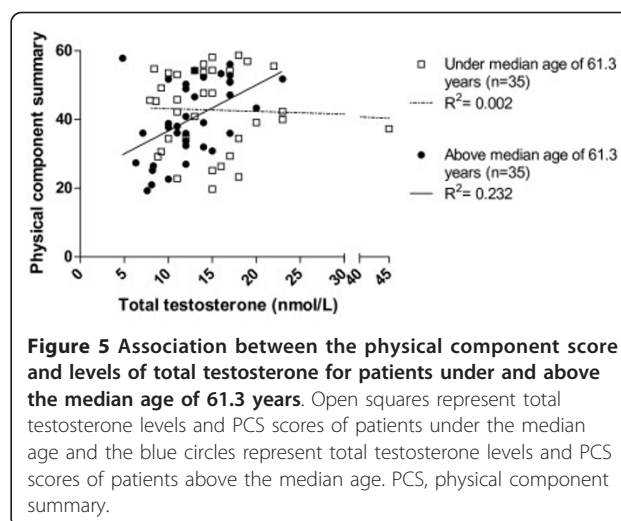 60
40
20
0
Physical component summary
0
5
10
15
20
25
30
40
45
Total testosterone (nmol/L)
Under median age of 61.3
years (n=35)
R²= 0.002
Above median age of 61.3
years (n=35)
R²= 0.232
Figure 5 Association between the physical component score
and levels of total testosterone for patients under and above
the median age of 61.3 years. Open squares represent total
testosterone levels and PCS scores of patients under the median
age and the blue circles represent total testosterone levels and PCS
scores of patients above the median age. PCS, physical component
summary.